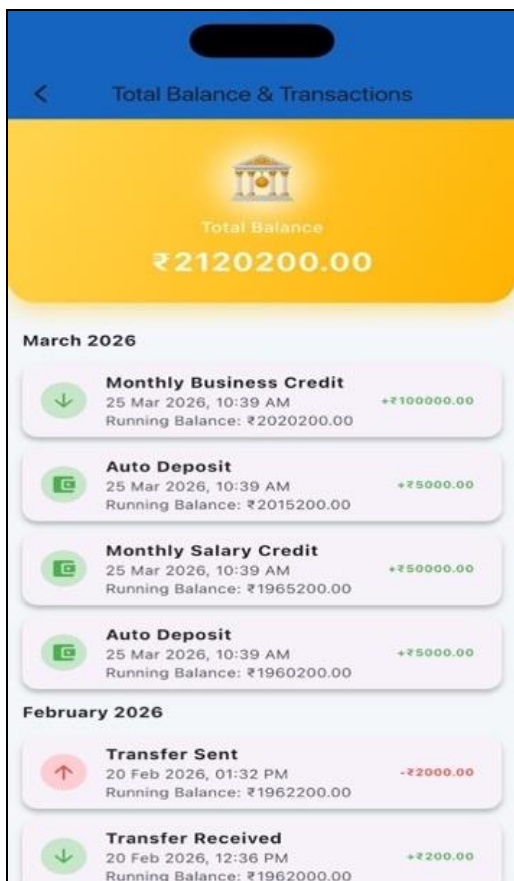 Total Balance & Transactions
Total Balance
₹2120200.00
March 2026
Monthly Business Credit
25 Mar 2026, 10:39 AM
+₹100000.00
Running Balance: ₹2020200.00
Auto Deposit
25 Mar 2026, 10:39 AM
+₹5000.00
Running Balance: ₹2015200.00
Monthly Salary Credit
25 Mar 2026, 10:39 AM
+₹50000.00
Running Balance: ₹1965200.00
Auto Deposit
25 Mar 2026, 10:39 AM
+₹5000.00
Running Balance: ₹1960200.00
February 2026
Transfer Sent
20 Feb 2026, 01:32 PM
-₹2000.00
Running Balance: ₹1962200.00
Transfer Received
20 Feb 2026, 12:36 PM
+₹200.00
Running Balance: ₹1962000.00